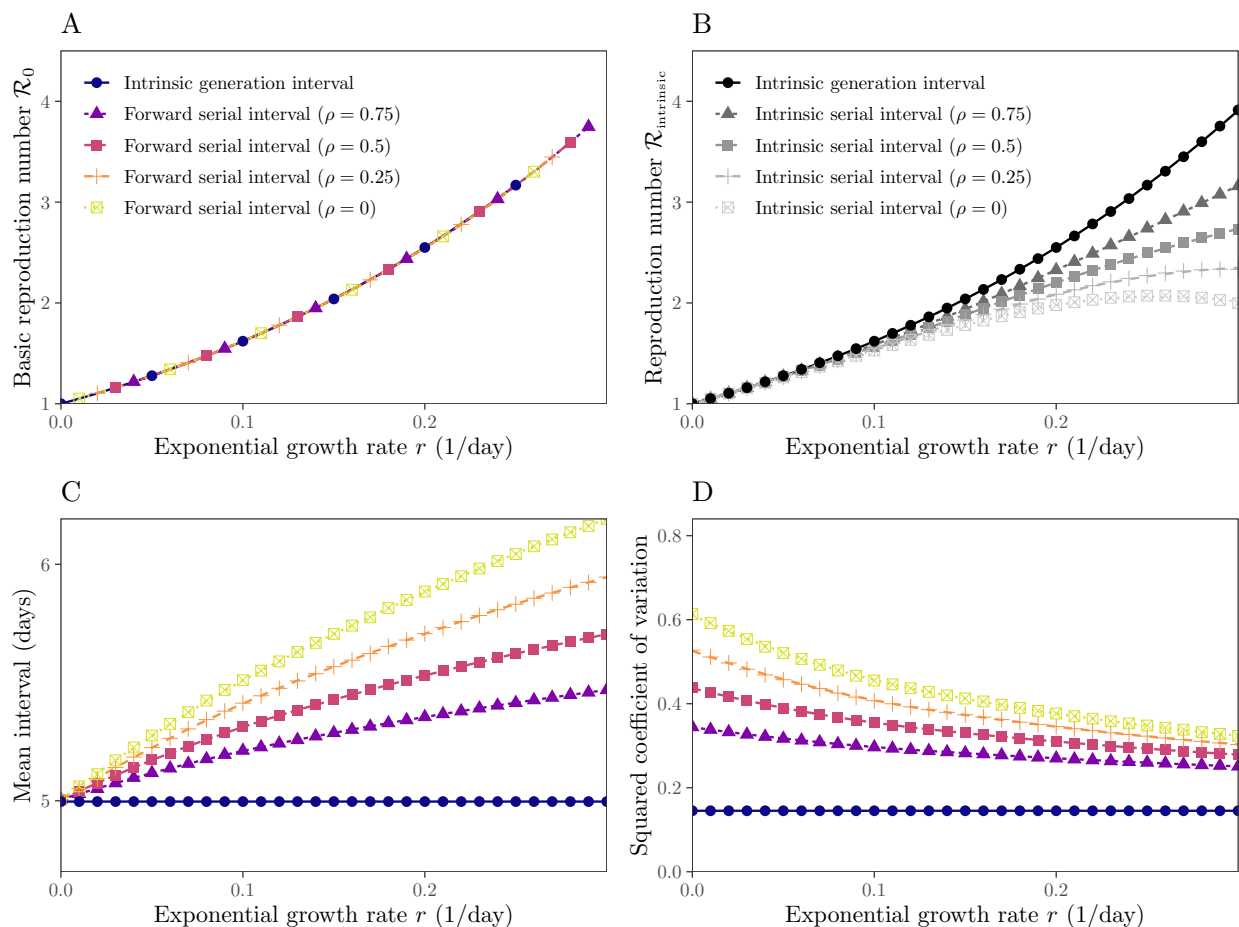 A
Basic reproduction number R₀
4
3
2
1
Intrinsic generation interval
Forward serial interval (ρ = 0.75)
Forward serial interval (ρ = 0.5)
Forward serial interval (ρ = 0.25)
Forward serial interval (ρ = 0)
0.0
0.1
0.2
Exponential growth rate r (1/day)
B
Reproduction number R_intrinsic
4
3
2
1
Intrinsic generation interval
Intrinsic serial interval (ρ = 0.75)
Intrinsic serial interval (ρ = 0.5)
Intrinsic serial interval (ρ = 0.25)
Intrinsic serial interval (ρ = 0)
0.0
0.1
0.2
Exponential growth rate r (1/day)
C
Mean interval (days)
6
5
0.0
0.1
0.2
Exponential growth rate r (1/day)
D
Squared coefficient of variation
0.8
0.6
0.4
0.2
0.0
0.0
0.1
0.2
Exponential growth rate r (1/day)